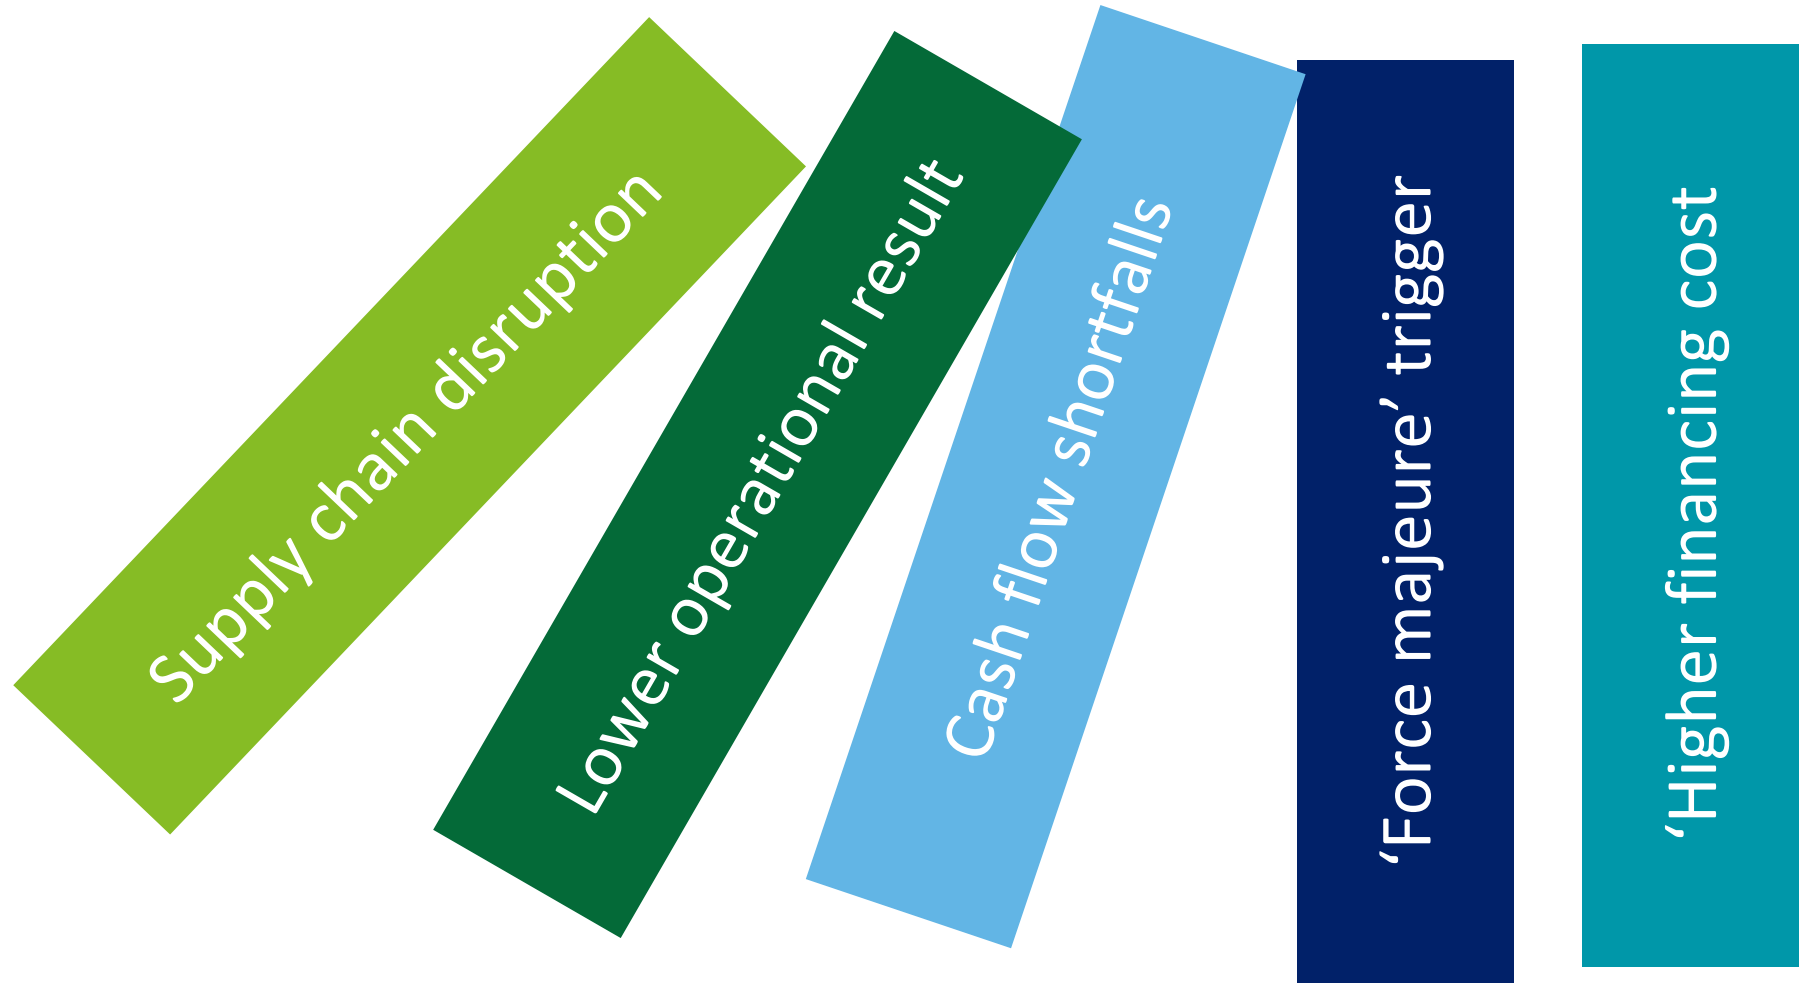 Supply chain disruption
Lower operational result
Cash flow shortfalls
‘Force majeure’ trigger
‘Higher financing cost